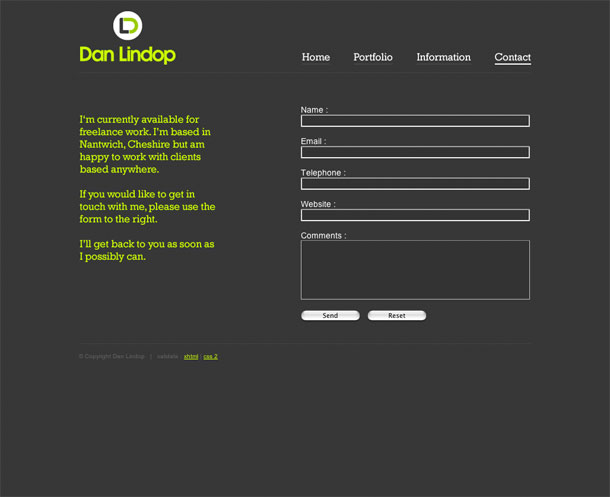 LD
Dan Lindop
Home Portfolio Information Contact
I'm currently available for
freelance work. I'm based in
Nantwich, Cheshire but am
happy to work with clients
based anywhere.
If you would like to get in
touch with me, please use the
form to the right.
I'll get back to you as soon as
I possibly can.
Name :
Email :
Telephone :
Website :
Comments :
Send Reset
© Copyright Dan Lindop | validate | xhtml | css 2